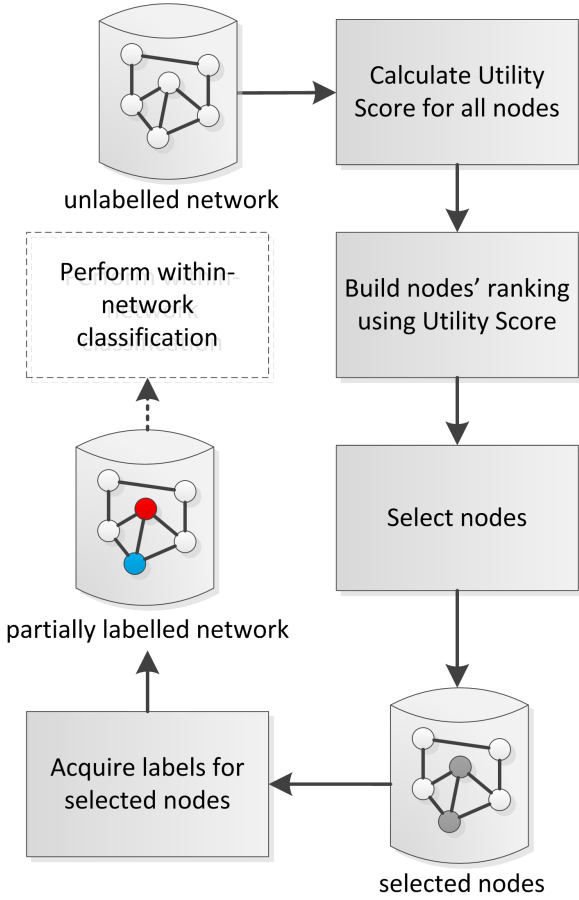 unlabelled network
Calculate Utility
Score for all nodes
Build nodes’ ranking
using Utility Score
Select nodes
selected nodes
Acquire labels for
selected nodes
partially labelled network
Perform within-
network
classification